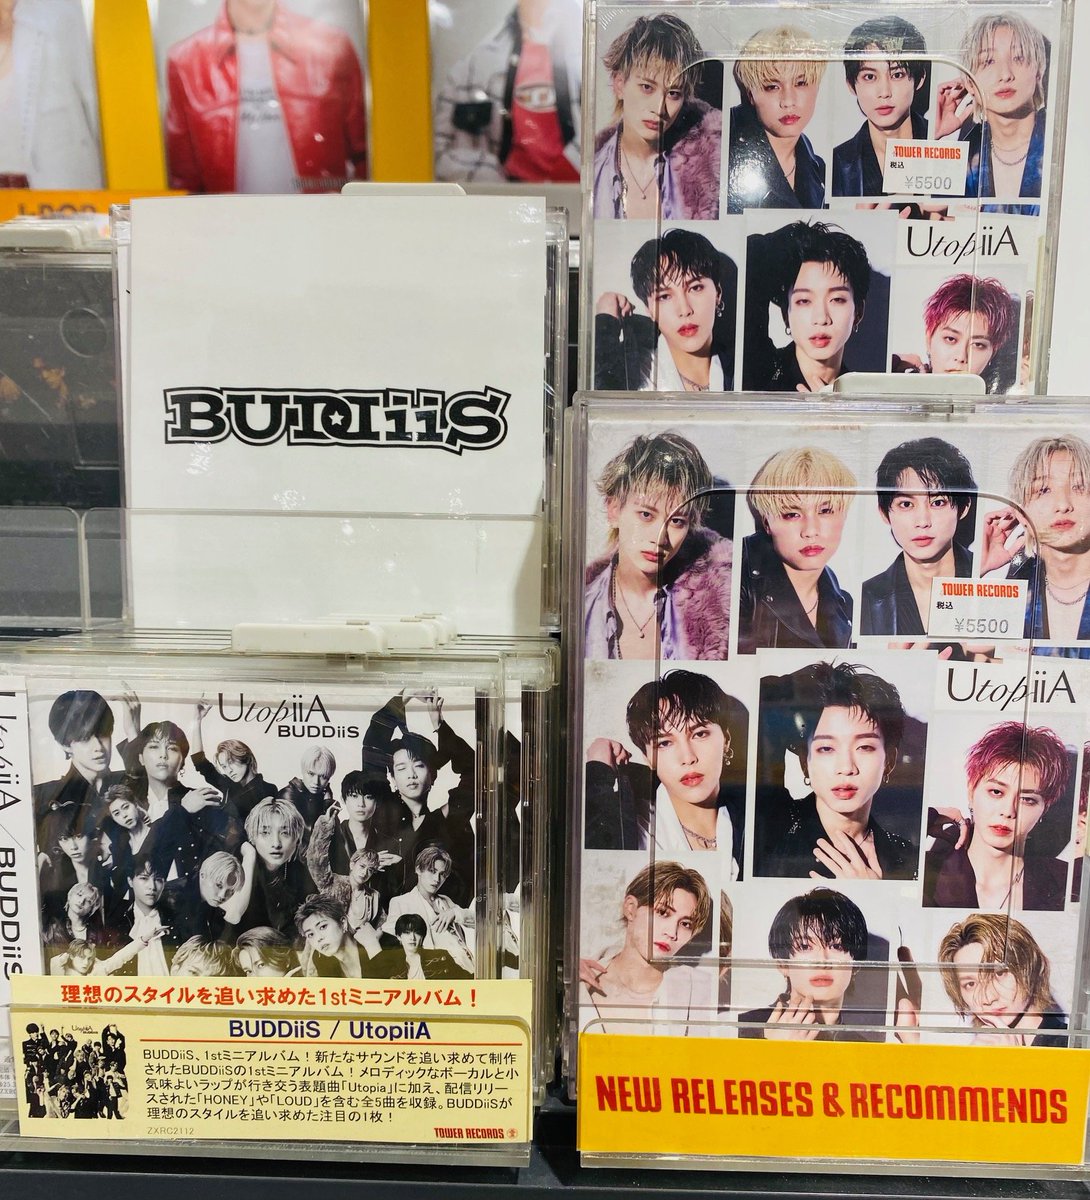 J-POP
TOWER RECORDS
税込
¥5500
UtopiiA
BUDDiiS
TOWER RECORDS
税込
¥5500
UtopiiA
UtopiiA
BUDDiiS
UtopiiA/BUDDiiS
理想のスタイルを追い求めた1stミニアルバム!
BUDDiiS / UtopiiA
UtopiiA
BUDDiiS
BUDDiiS、1stミニアルバム!新たなサウンドを追い求めて制作
されたBUDDiiSの1stミニアルバム!メロディックなボーカルと小
気味よいラップが行き交う表題曲「Utopia」に加え、配信リリー
スされた「HONEY」や「LOUD」を含む全5曲を収録。BUDDiiSが
理想のスタイルを追い求めた注目の1枚!
ZXRC2112
TOWER RECORDS
NEW RELEASES & RECOMMENDS